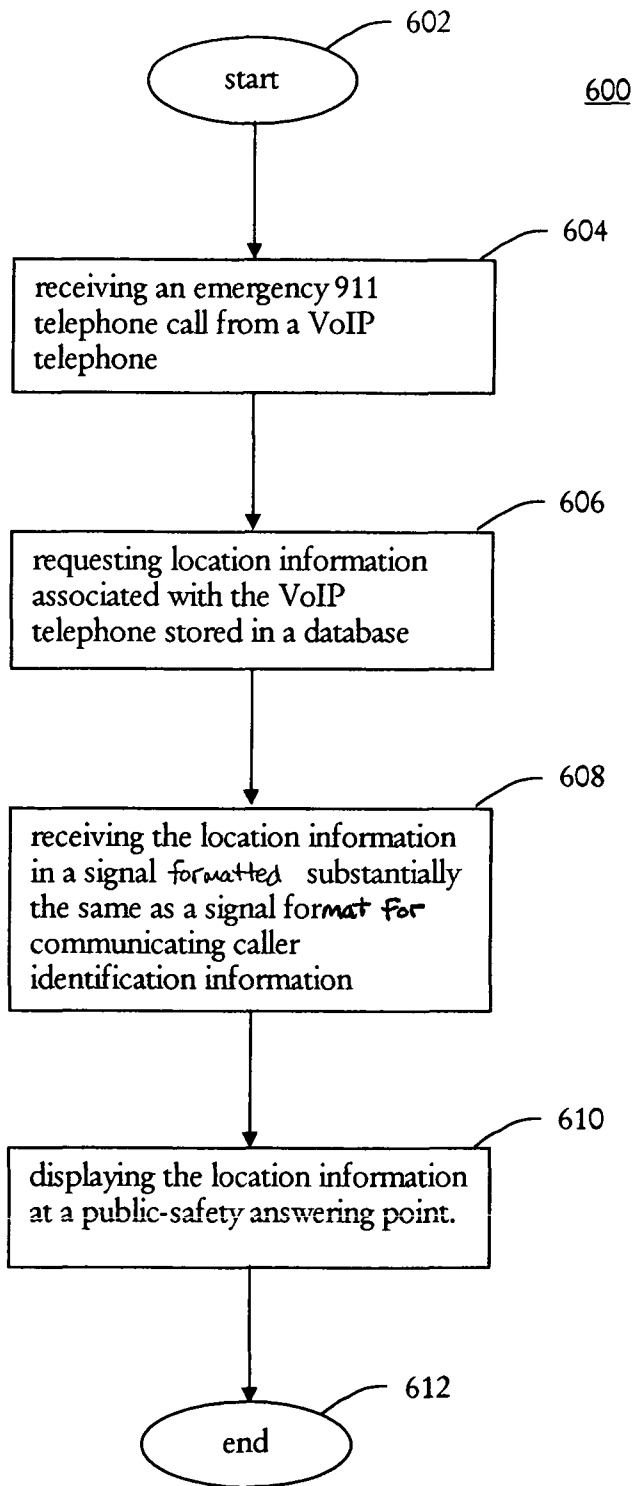 602
start
600
604
receiving an emergency 911
telephone call from a VoIP
telephone
606
requesting location information
associated with the VoIP
telephone stored in a database
608
receiving the location information
in a signal formatted substantially
the same as a signal format for
communicating caller
identification information
610
displaying the location information
at a public-safety answering point.
612
end